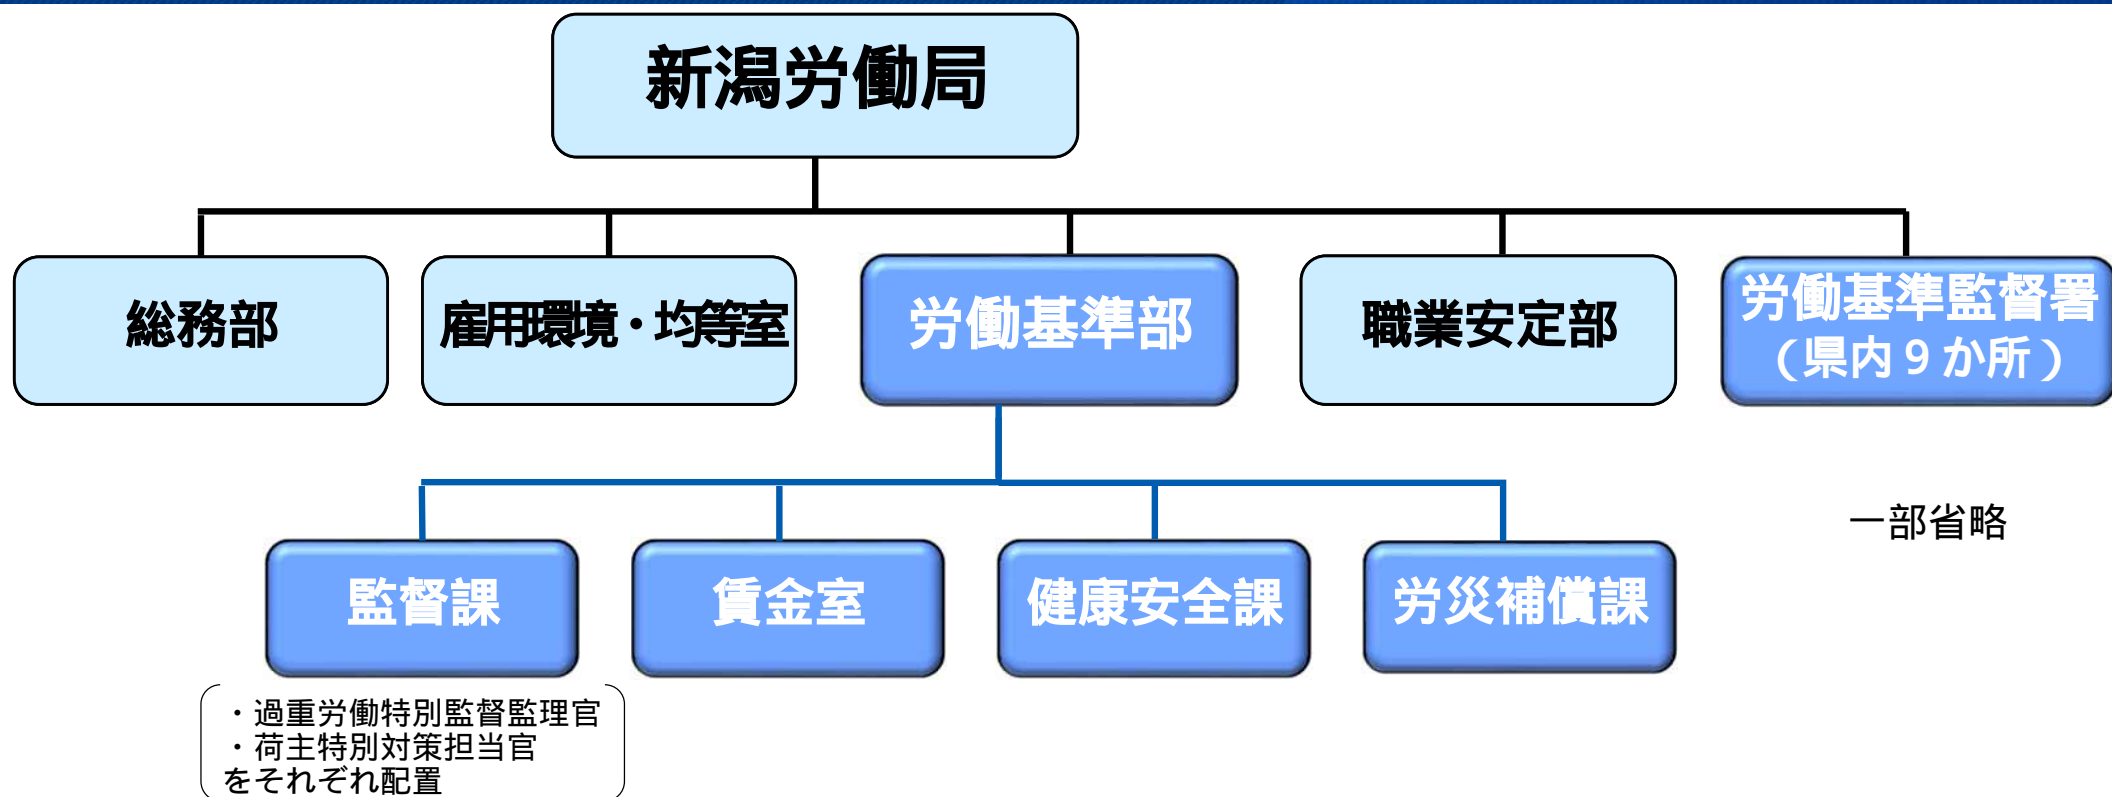 新潟労働局
総務部
雇用環境・均等室
労働基準部
職業安定部
労働基準監督署
（県内９か所）
一部省略
監督課
賃金室
健康安全課
労災補償課
・過重労働特別監督監理官
・荷主特別対策担当官
をそれぞれ配置